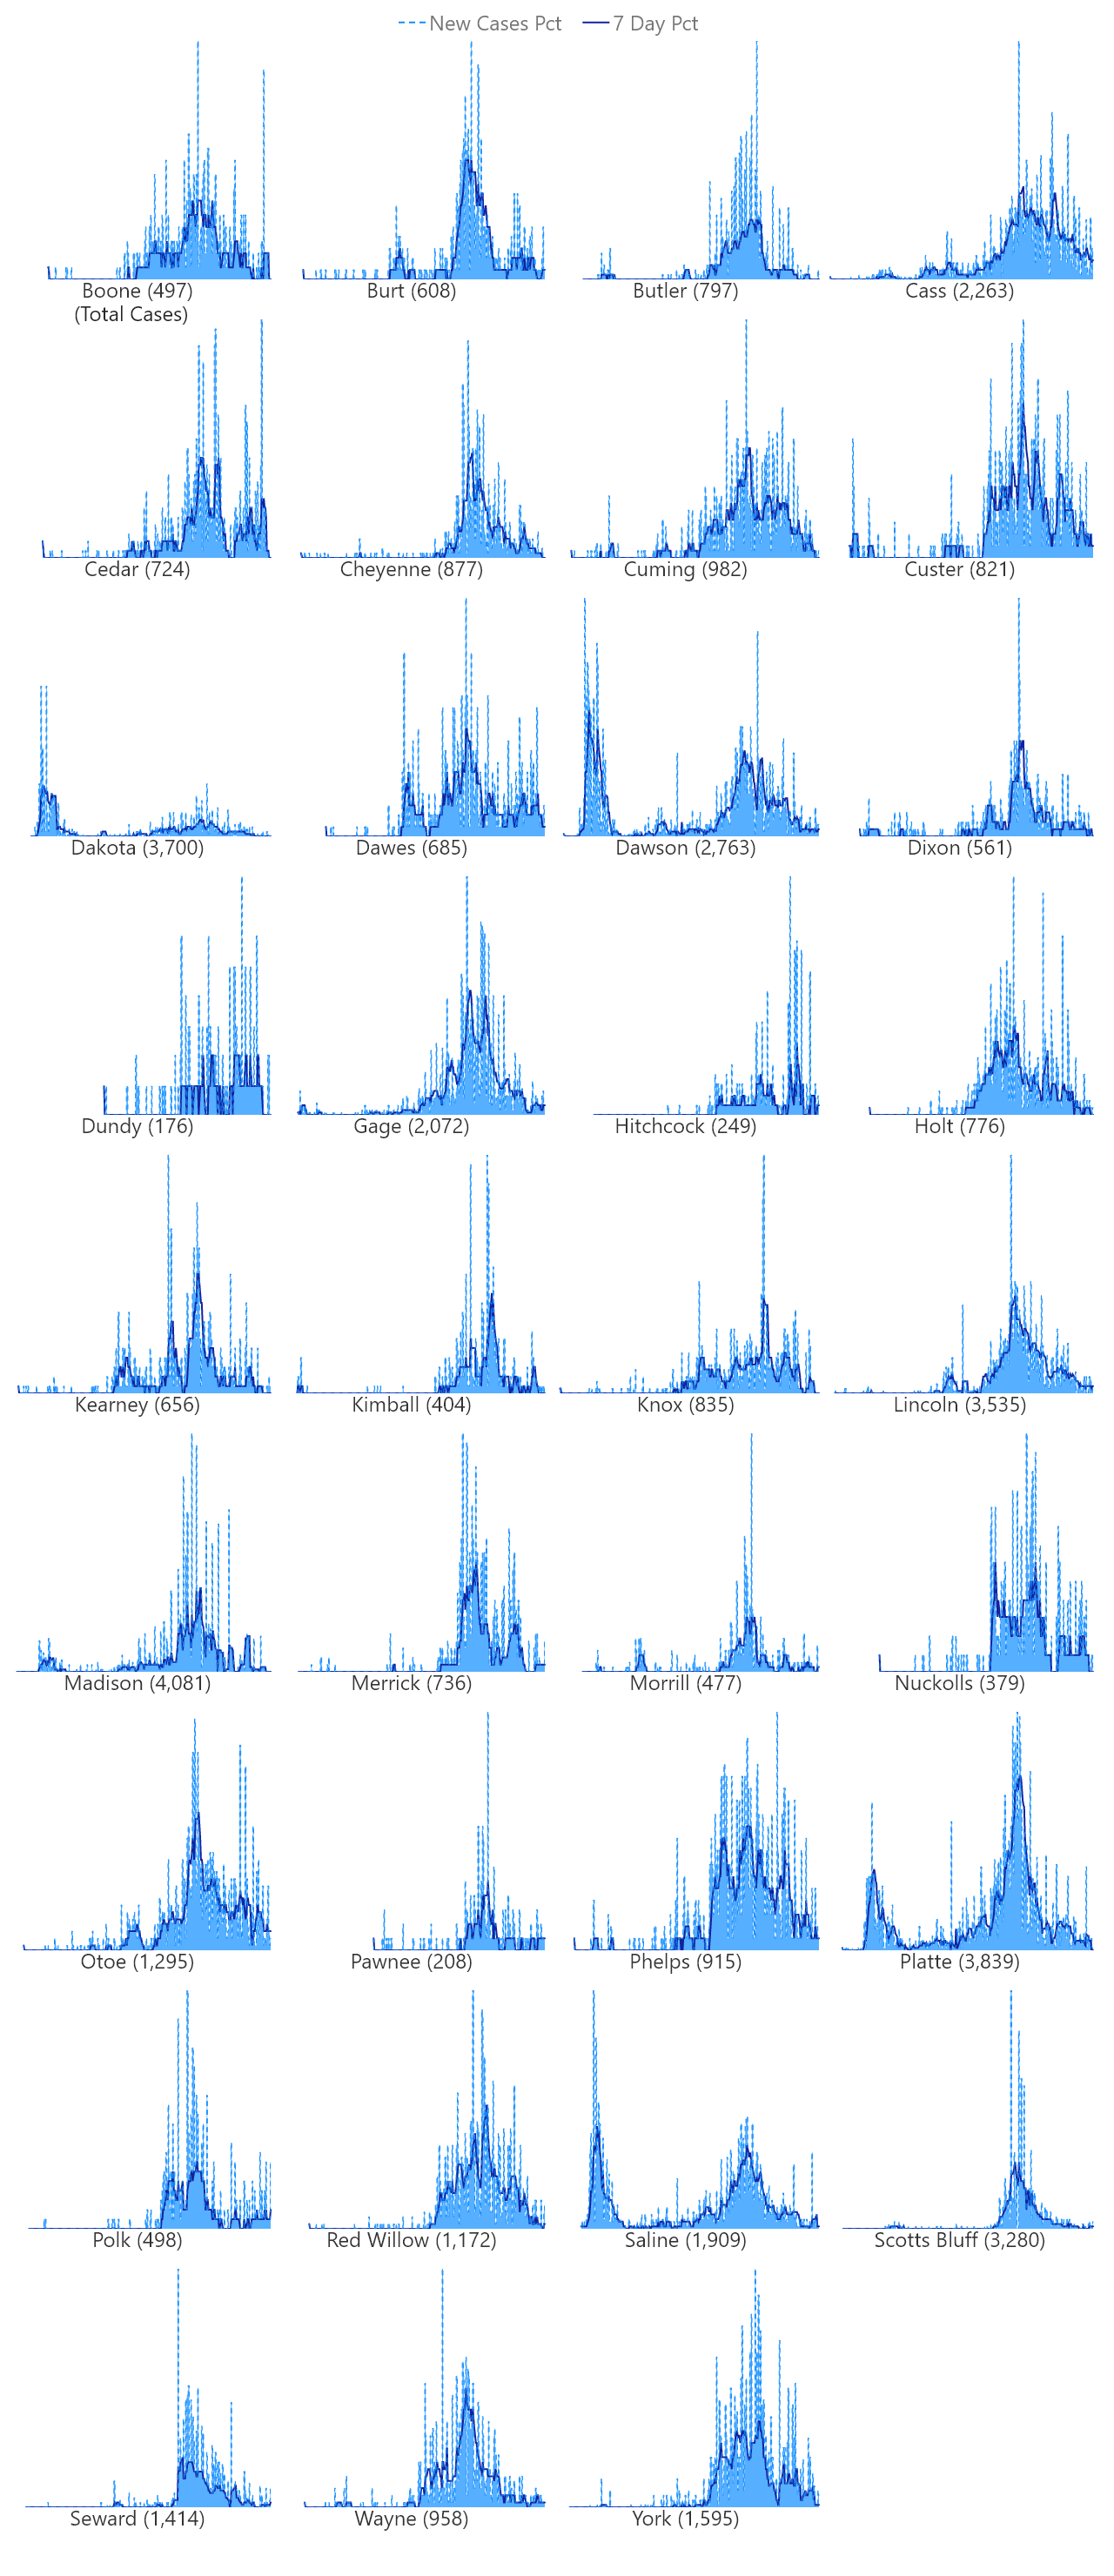 New Cases Pct 7 Day Pct
Boone (497) Burt (608) Butler (797) Cass (2,263)
(Total Cases)
Cedar (724) Cheyenne (877) Cuming (982) Custer (821)
Dakota (3,700) Dawes (685) Dawson (2,763) Dixon (561)
Dundy (176) Gage (2,072) Hitchcock (249) Holt (776)
Kearney (656) Kimball (404) Knox (835) Lincoln (3,535)
Madison (4,081) Merrick (736) Morrill (477) Nuckolls (379)
Otoe (1,295) Pawnee (208) Phelps (915) Platte (3,839)
Polk (498) Red Willow (1,172) Saline (1,909) Scotts Bluff (3,280)
Seward (1,414) Wayne (958) York (1,595)